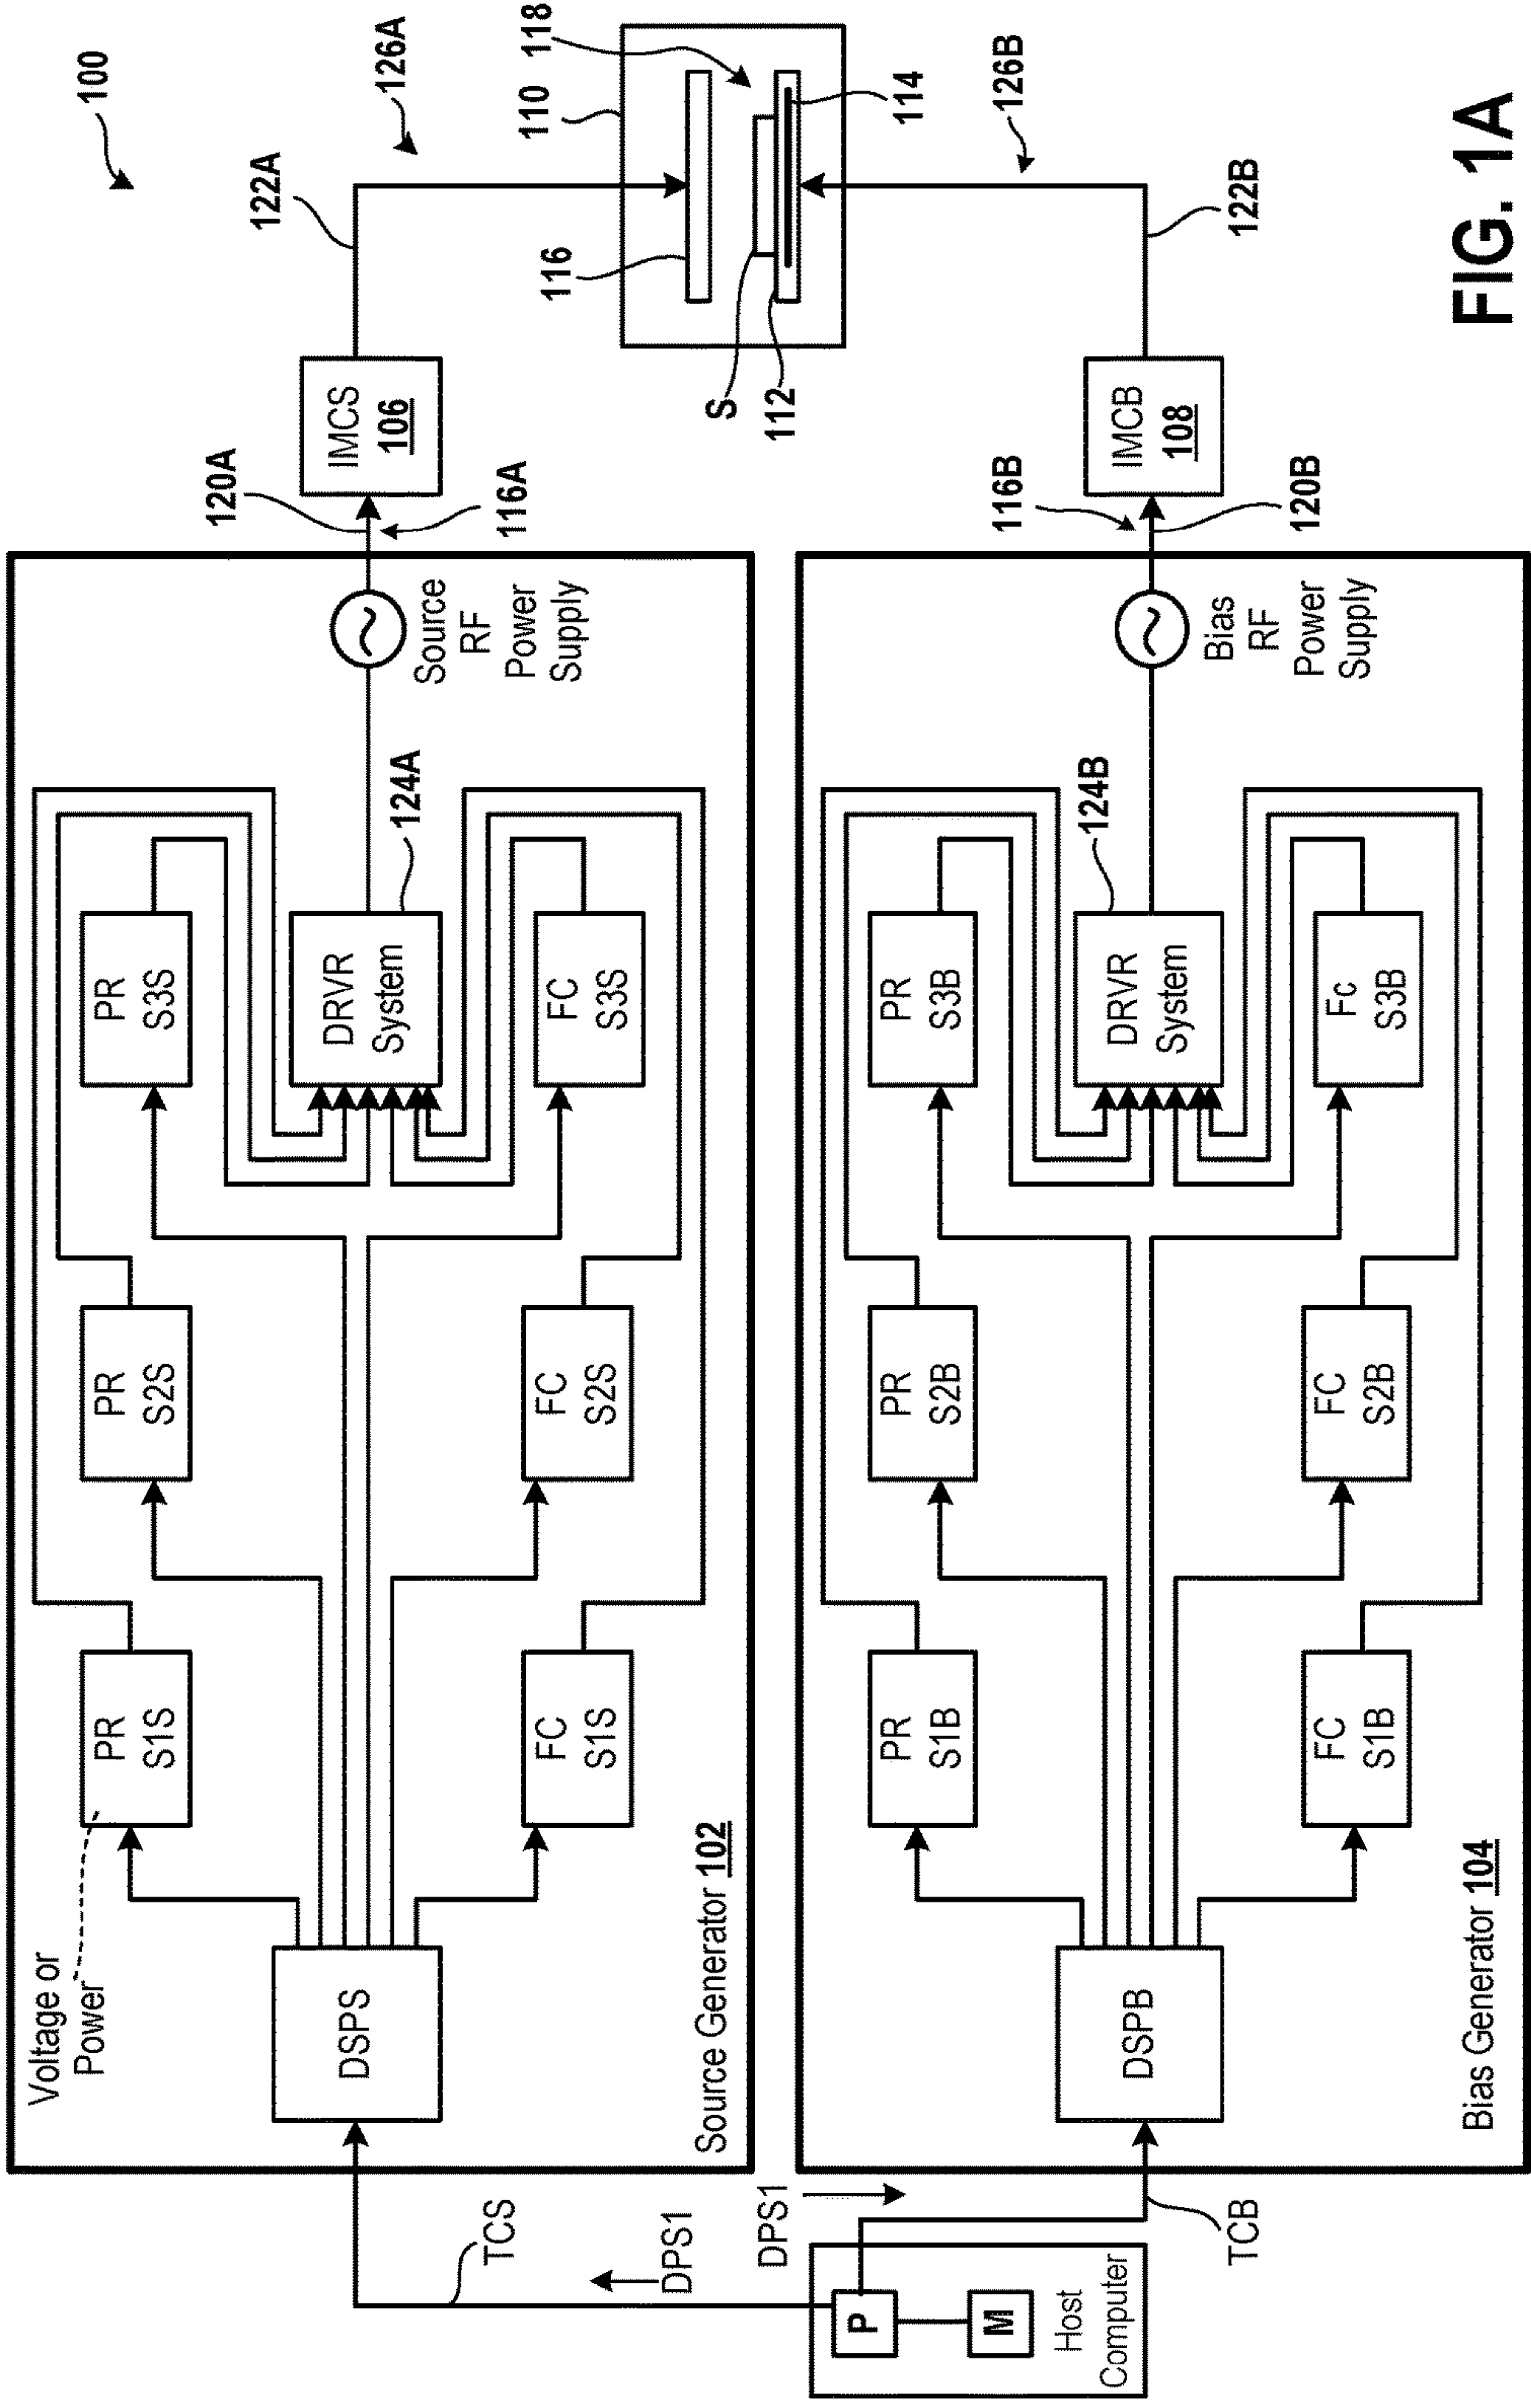 100
126A
122A
110
118
116
114
S
112
126B
122B
IMCS
106
IMCB
108
120A
116A
116B
120B
Voltage or
Power
PR
S1S
PR
S2S
PR
S3S
DSPS
DRVR
System
124A
Source
RF
Power
Supply
FC
S1S
FC
S2S
FC
S3S
Source Generator 102
PR
S1B
PR
S2B
PR
S3B
DSPB
DRVR
System
124B
Bias
RF
Power
Supply
FC
S1B
FC
S2B
Fc
S3B
Bias Generator 104
TCS
DPS1
DPS1
TCB
P
M
Host
Computer
FIG. 1A